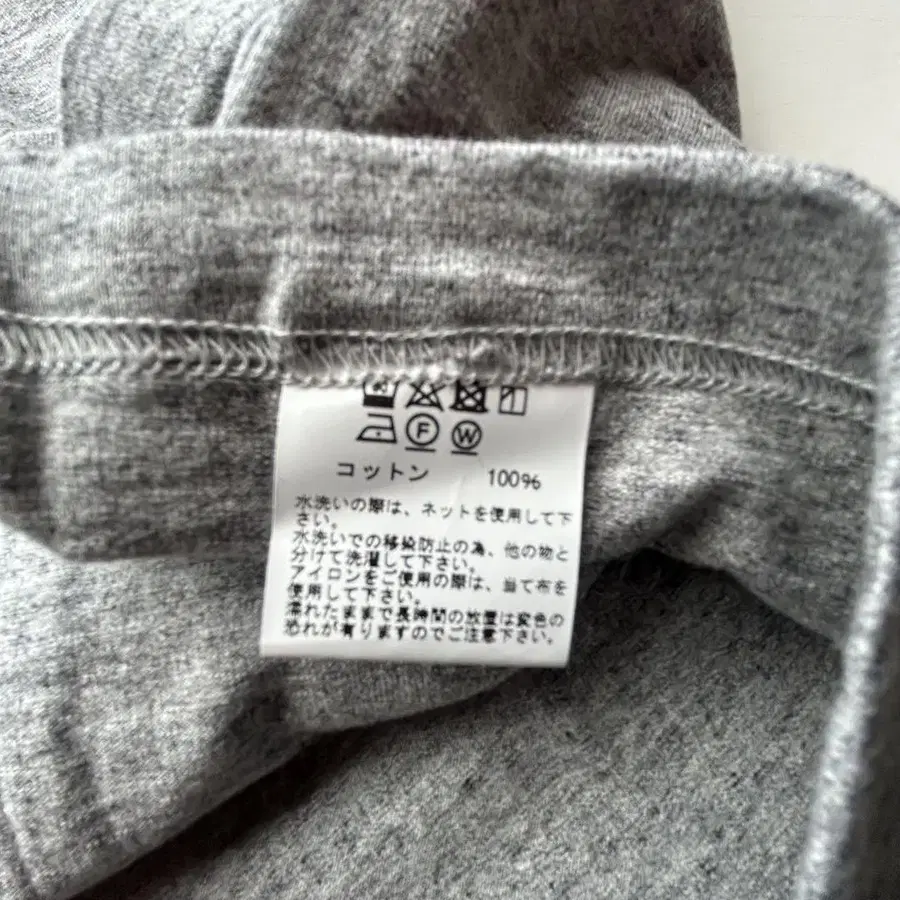 F W
コットン 100%
水洗いの際は、ネットを使用して下
さい。
水洗いでの移染防止の為、他の物と
分けて洗濯して下さい。
アイロンをご使用の際は、当て布を
使用して下さい。
濡れたままで長時間の放置は変色の
恐れが有りますのでご注意下さい。